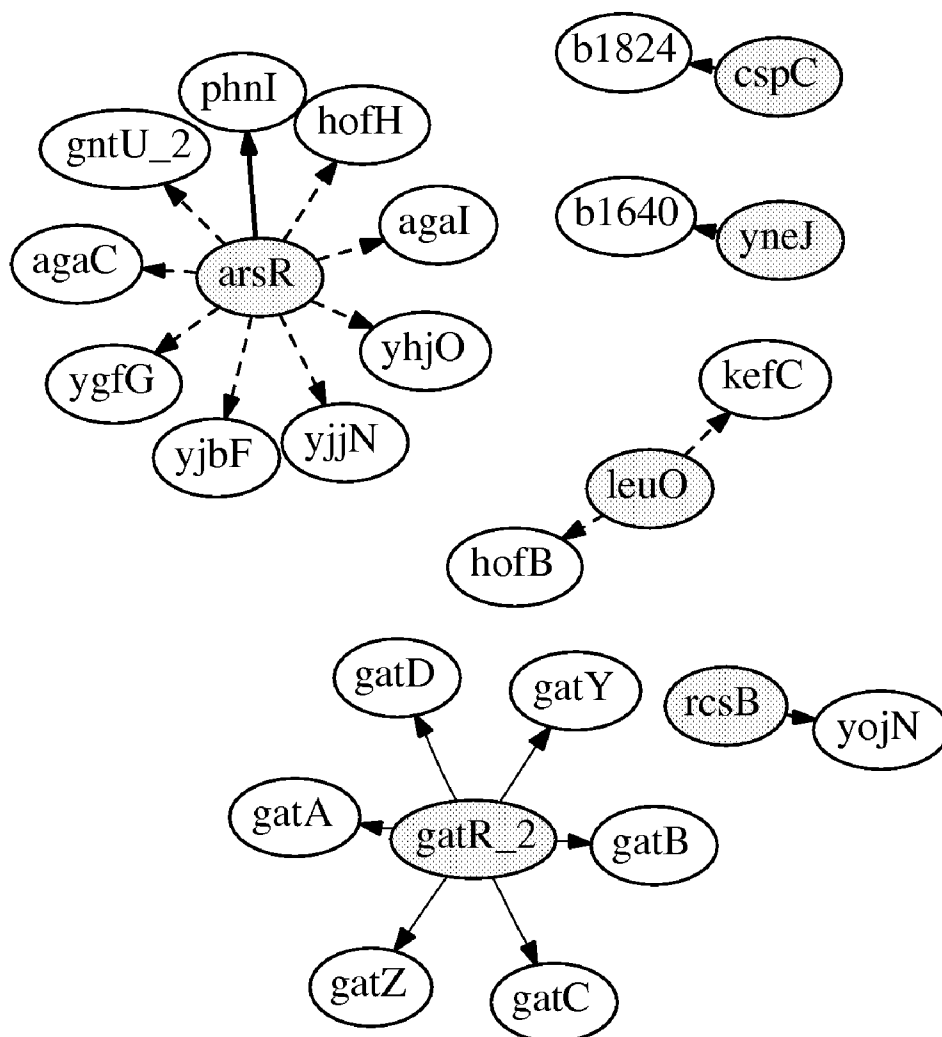 b1824
cspC
phnI
hofH
gntU_2
b1640
yneJ
agaI
agaC
arsR
yhjO
kefC
ygfG
yjbF
yjjN
leuO
hofB
gatD
gatY
rcsB
yojN
gatA
gatR_2
gatB
gatZ
gatC